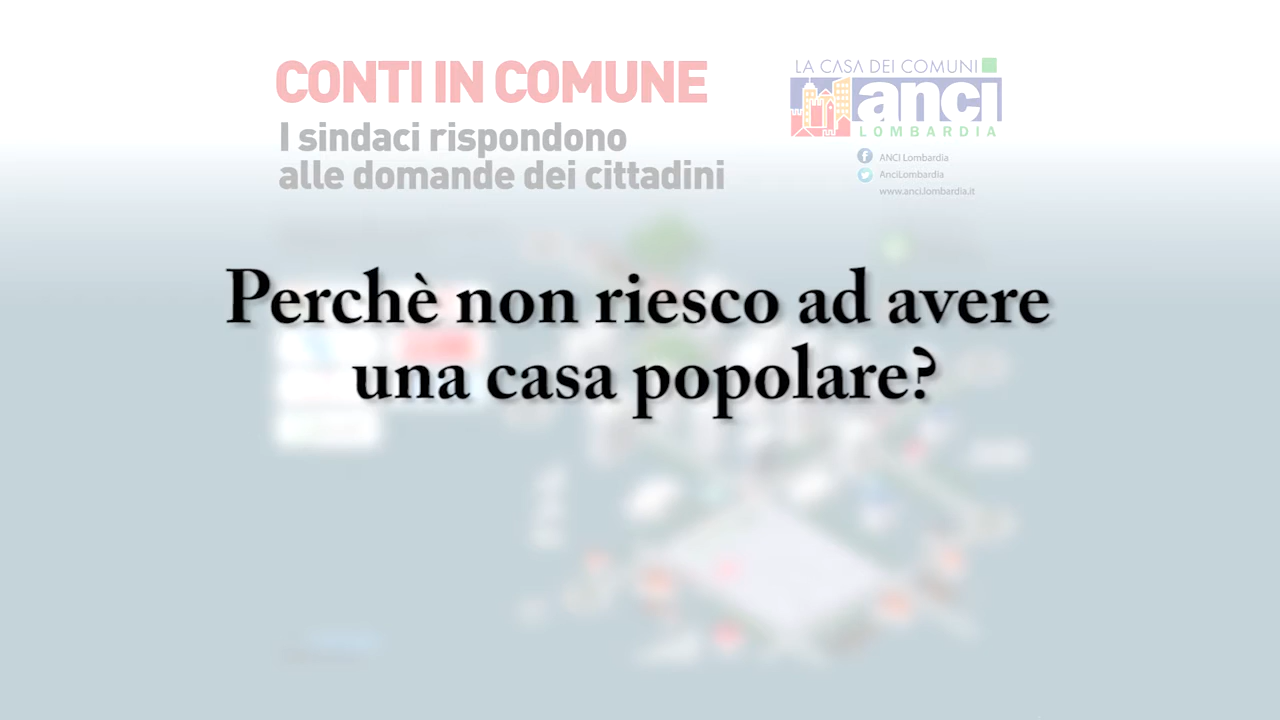 CONTI IN COMUNE
I sindaci rispondono
alle domande dei cittadini
LA CASA DEI COMUNI
anci
LOMBARDIA
ANCI Lombardia
AnciLombardia
www.anci.lombardia.it
Perchè non riesco ad avere
una casa popolare?